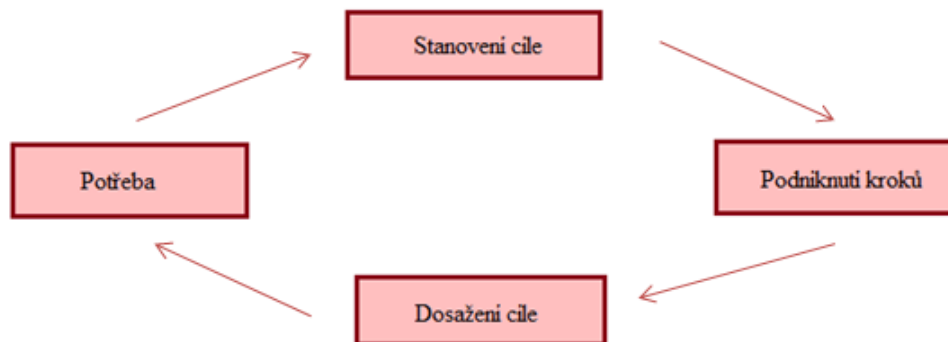 Stanovení cíle
Potřeba
Podniknutí kroků
Dosažení cíle